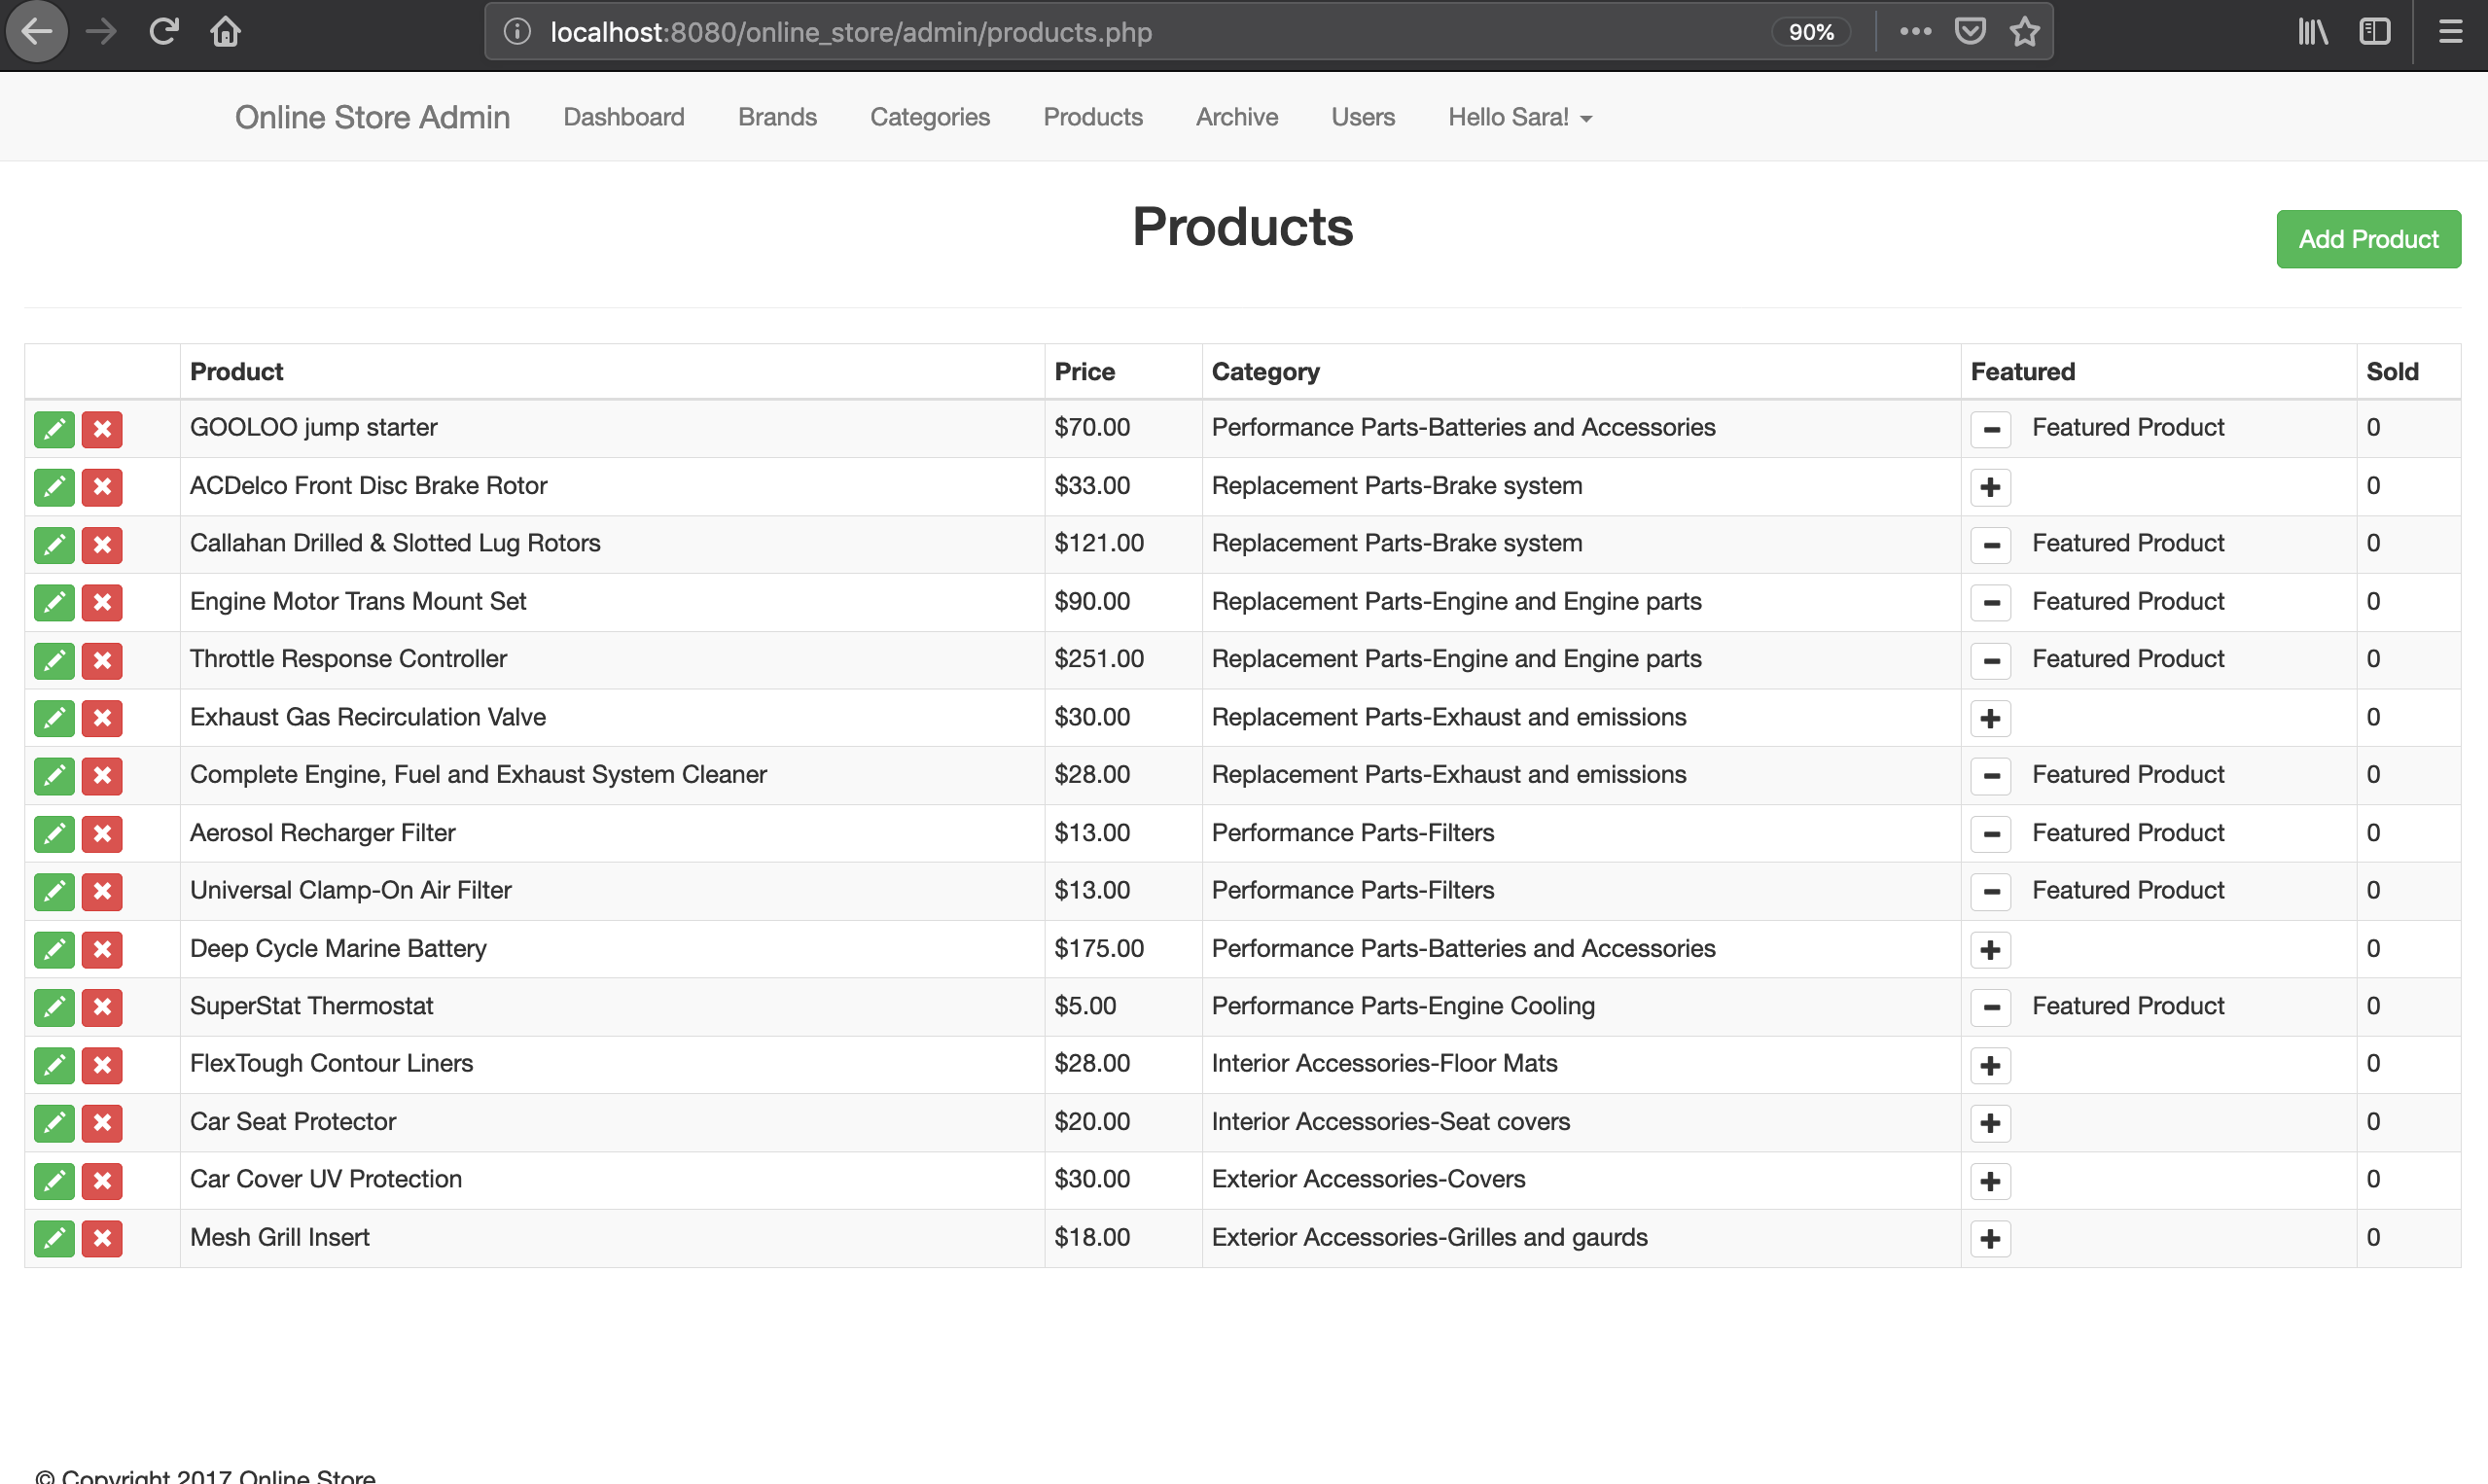 localhost:8080/online_store/admin/products.php 90%
Online Store Admin Dashboard Brands Categories Products Archive Users Hello Sara!
Products
Add Product
Product Price Category Featured Sold
GOOLOO jump starter $70.00 Performance Parts-Batteries and Accessories Featured Product 0
ACDelco Front Disc Brake Rotor $33.00 Replacement Parts-Brake system 0
Callahan Drilled & Slotted Lug Rotors $121.00 Replacement Parts-Brake system Featured Product 0
Engine Motor Trans Mount Set $90.00 Replacement Parts-Engine and Engine parts Featured Product 0
Throttle Response Controller $251.00 Replacement Parts-Engine and Engine parts Featured Product 0
Exhaust Gas Recirculation Valve $30.00 Replacement Parts-Exhaust and emissions 0
Complete Engine, Fuel and Exhaust System Cleaner $28.00 Replacement Parts-Exhaust and emissions Featured Product 0
Aerosol Recharger Filter $13.00 Performance Parts-Filters Featured Product 0
Universal Clamp-On Air Filter $13.00 Performance Parts-Filters Featured Product 0
Deep Cycle Marine Battery $175.00 Performance Parts-Batteries and Accessories 0
SuperStat Thermostat $5.00 Performance Parts-Engine Cooling Featured Product 0
FlexTough Contour Liners $28.00 Interior Accessories-Floor Mats 0
Car Seat Protector $20.00 Interior Accessories-Seat covers 0
Car Cover UV Protection $30.00 Exterior Accessories-Covers 0
Mesh Grill Insert $18.00 Exterior Accessories-Grilles and gaurds 0
© Copyright 2017 Online Store